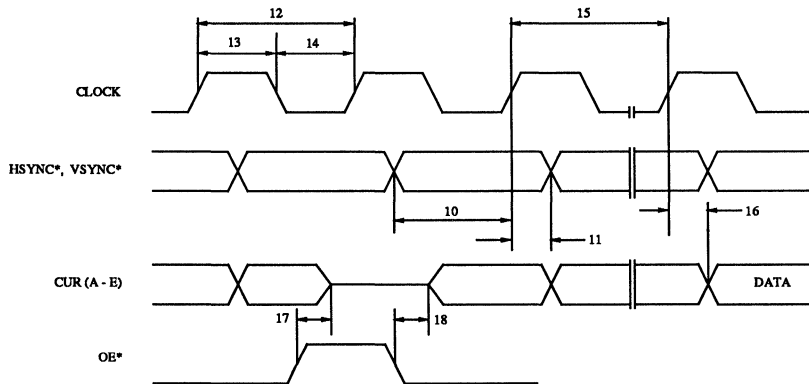 12
15
13
14
CLOCK
HSYNC*, VSYNC*
10
16
11
CUR (A - E)
DATA
17
18
OE*